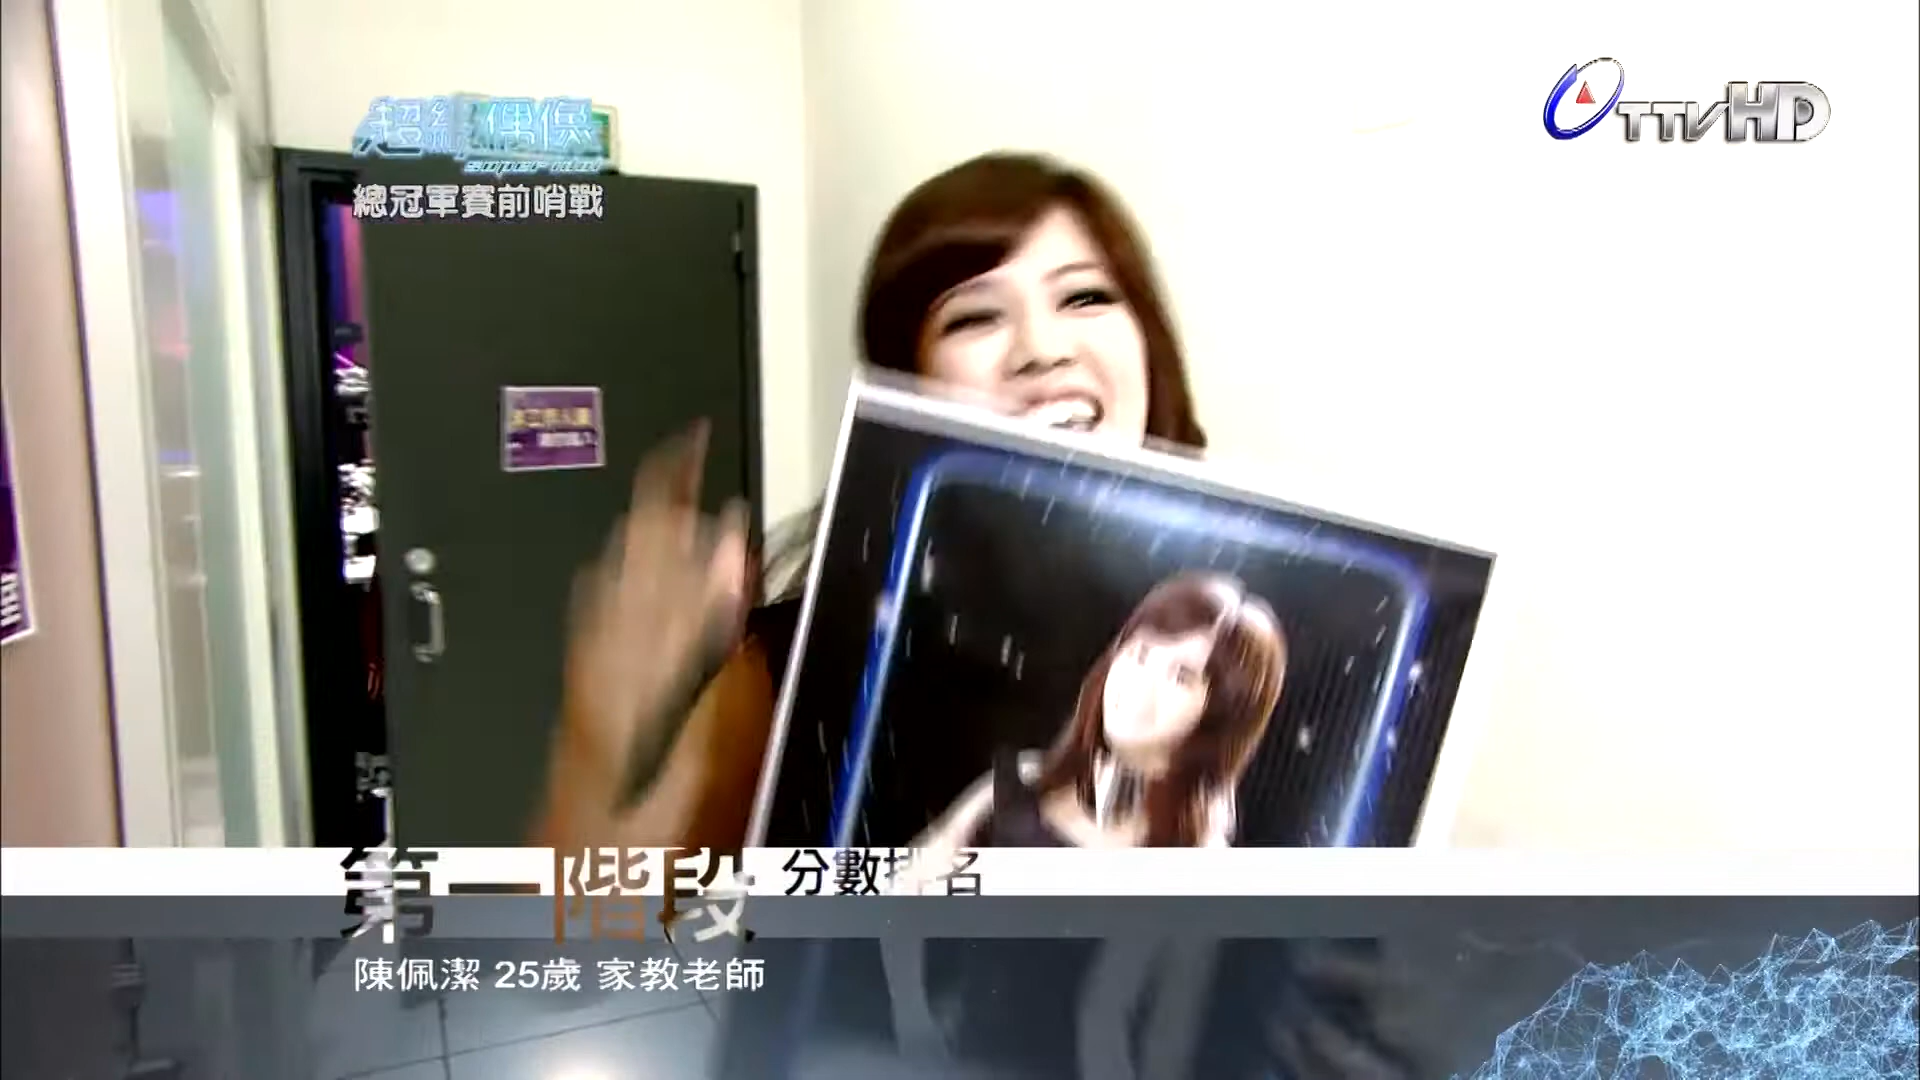 超級偶像
super idol
總冠軍賽前哨戰
TTV HD
第一階段 分數排名
陳佩潔 25歲 家教老師